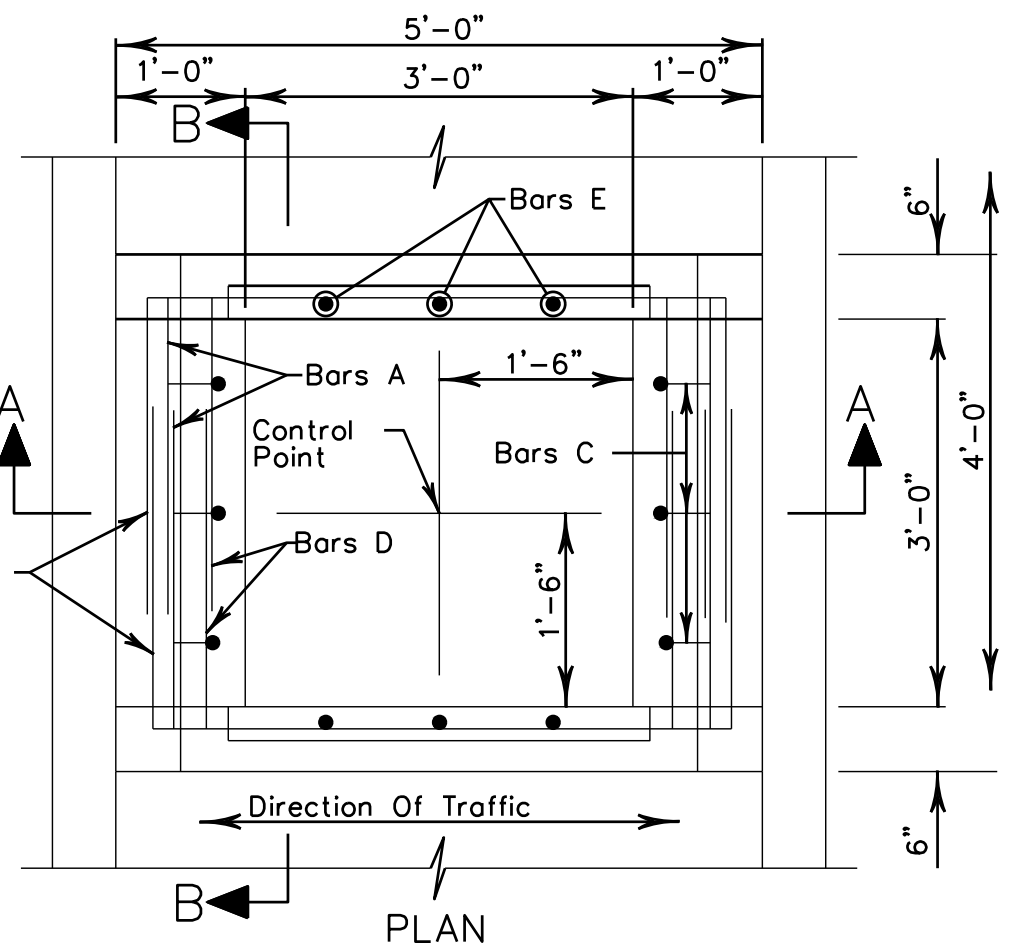 5'-0"
1'-0"
3'-0"
1'-0"
B
Bars E
6"
1'-6"
Bars A
A
A
Control
Point
Bars C
4'-0"
3'-0"
Bars D
1'-6"
Direction Of Traffic
6"
B
PLAN